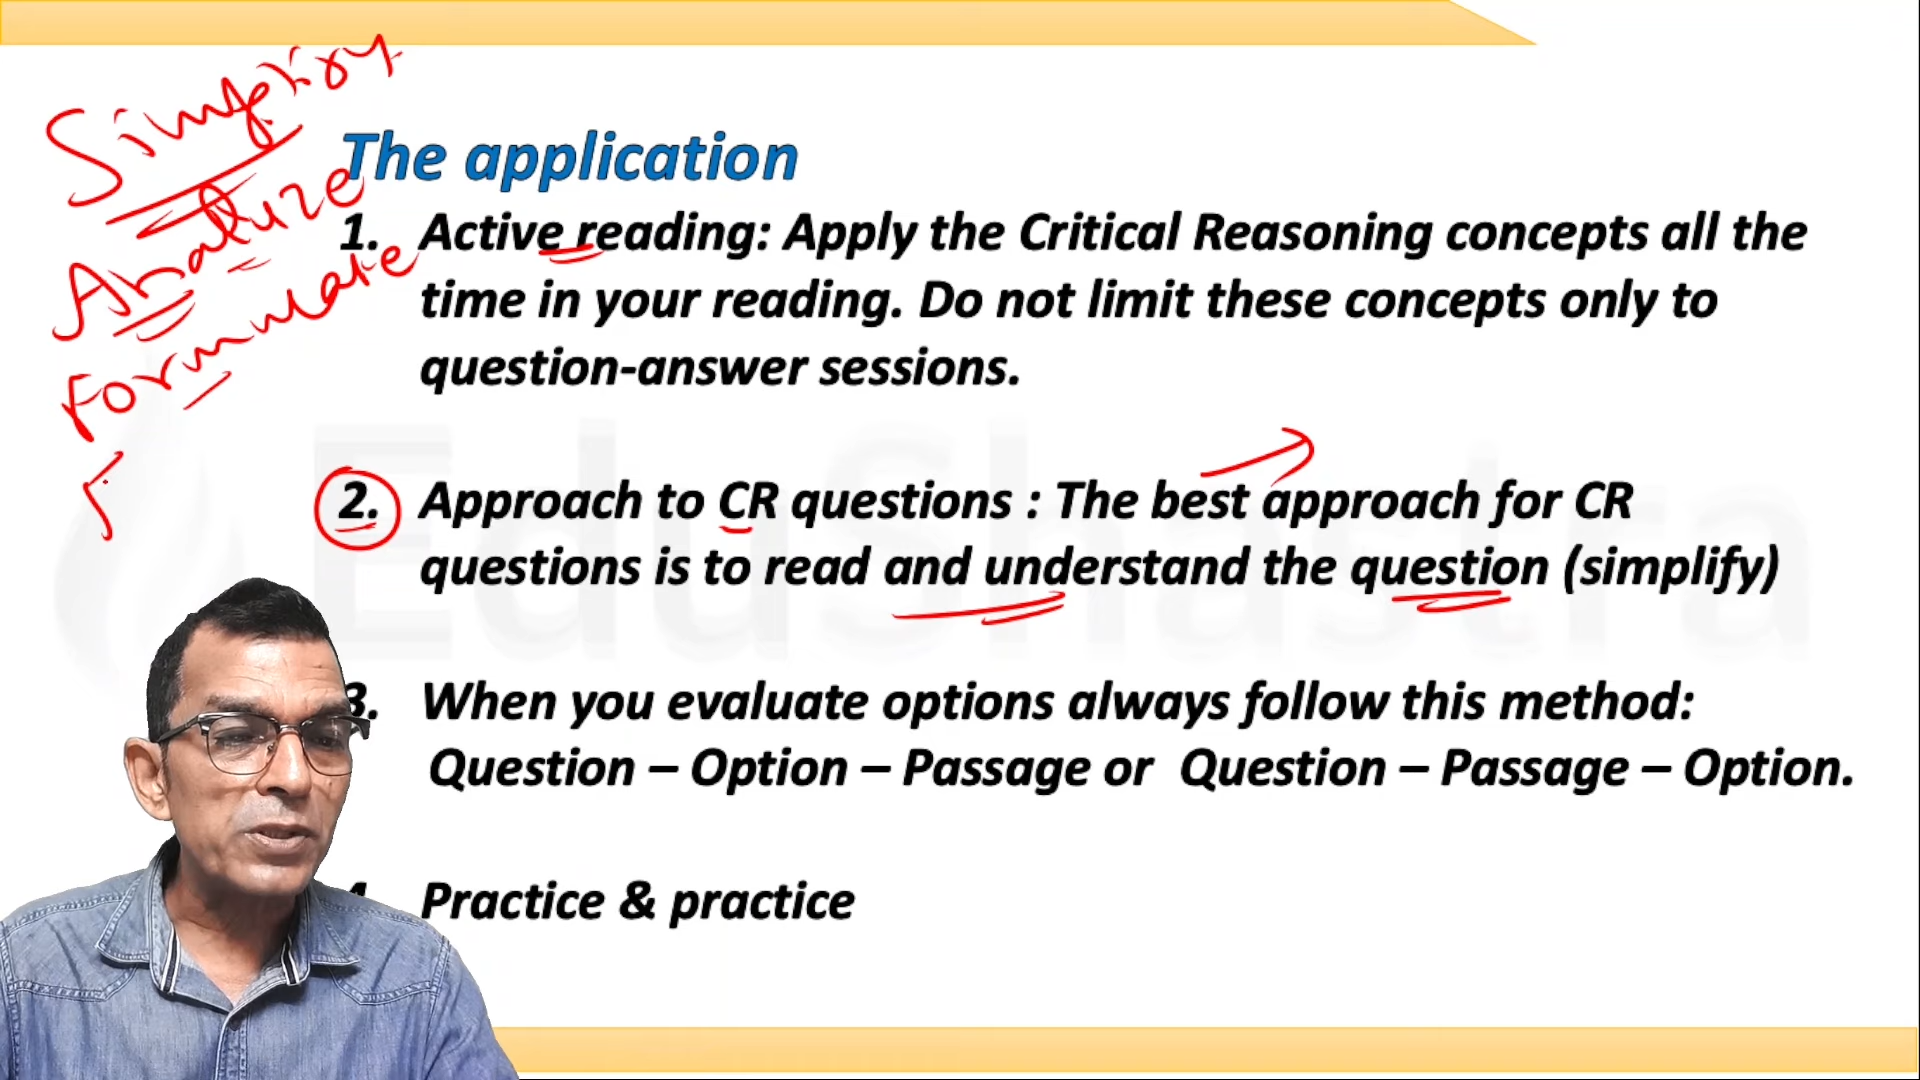 Simplify
Analyze
Formulate
The application
1. Active reading: Apply the Critical Reasoning concepts all the
time in your reading. Do not limit these concepts only to
question-answer sessions.
2. Approach to CR questions : The best approach for CR
questions is to read and understand the question (simplify)
3. When you evaluate options always follow this method:
Question – Option – Passage or Question – Passage – Option.
4. Practice & practice
EduShastra